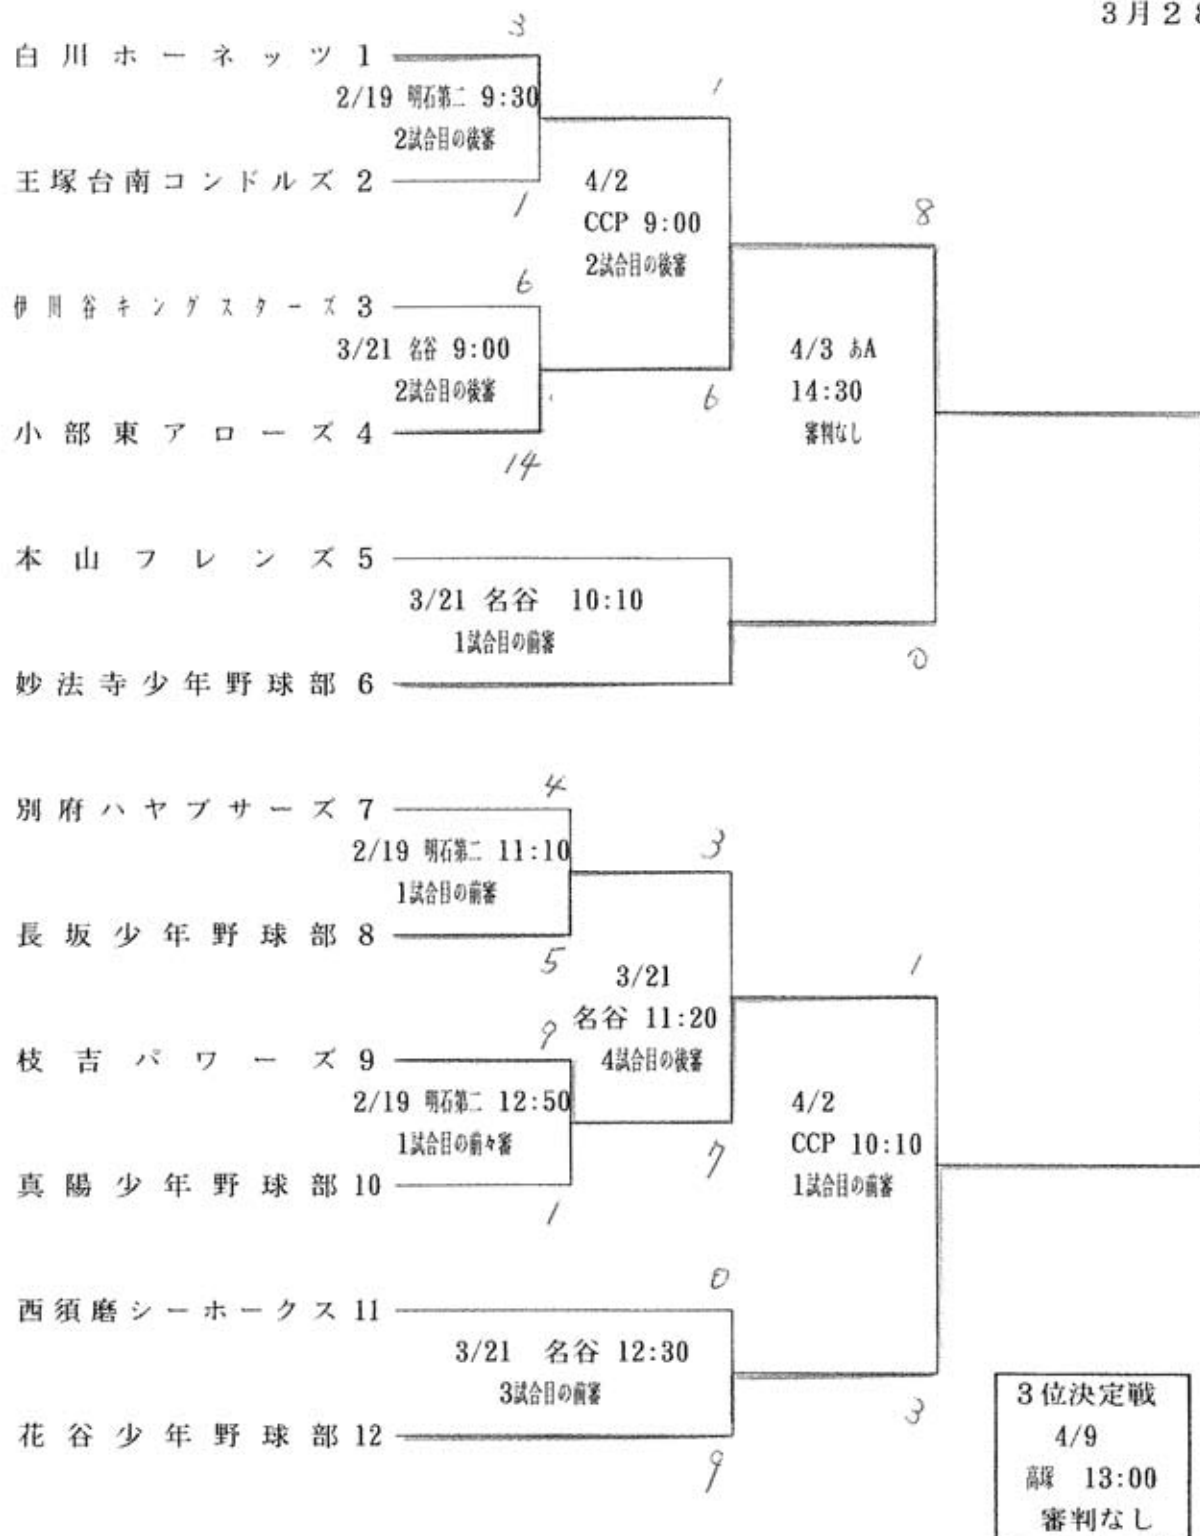 3月28
3
白川ホーネッツ 1
1
2/19 明石第二 9:30
2試合目の後審
4/2
王塚台南コンドルズ 2
1
8
CCP 9:00
2試合目の後審
6
伊川谷キングスターズ 3
3/21 名谷 9:00
4/3 あA
2試合目の後審
14:30
6
小部東アローズ 4
審判なし
14
本山フレンズ 5
3/21 名谷 10:10
1試合目の前審
0
妙法寺少年野球部 6
4
別府ハヤブサーズ 7
2/19 明石第二 11:10
3
1試合目の前審
長坂少年野球部 8
5
3/21
1
名谷 11:20
9
枝吉パワーズ 9
4試合目の後審
2/19 明石第二 12:50
4/2
1試合目の前々審
CCP 10:10
7
真陽少年野球部 10
1試合目の前審
1
0
西須磨シーホークス 11
3/21 名谷 12:30
3試合目の前審
3位決定戦
3
花谷少年野球部 12
4/9
9
高塚 13:00
審判なし